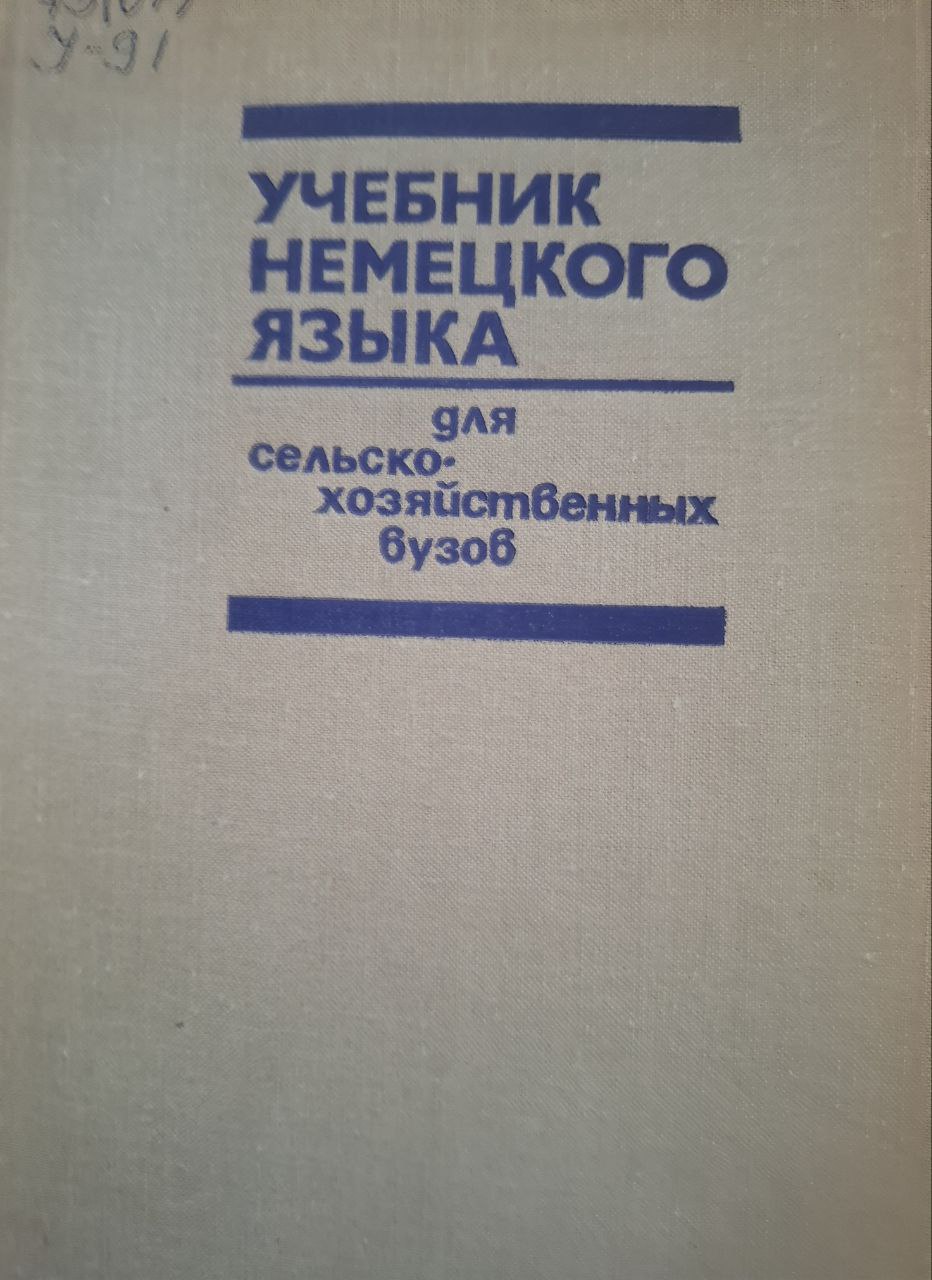 У-91
УЧЕБНИК
НЕМЕЦКОГО
ЯЗЫКА
для
сельско-
хозяйственных
вузов